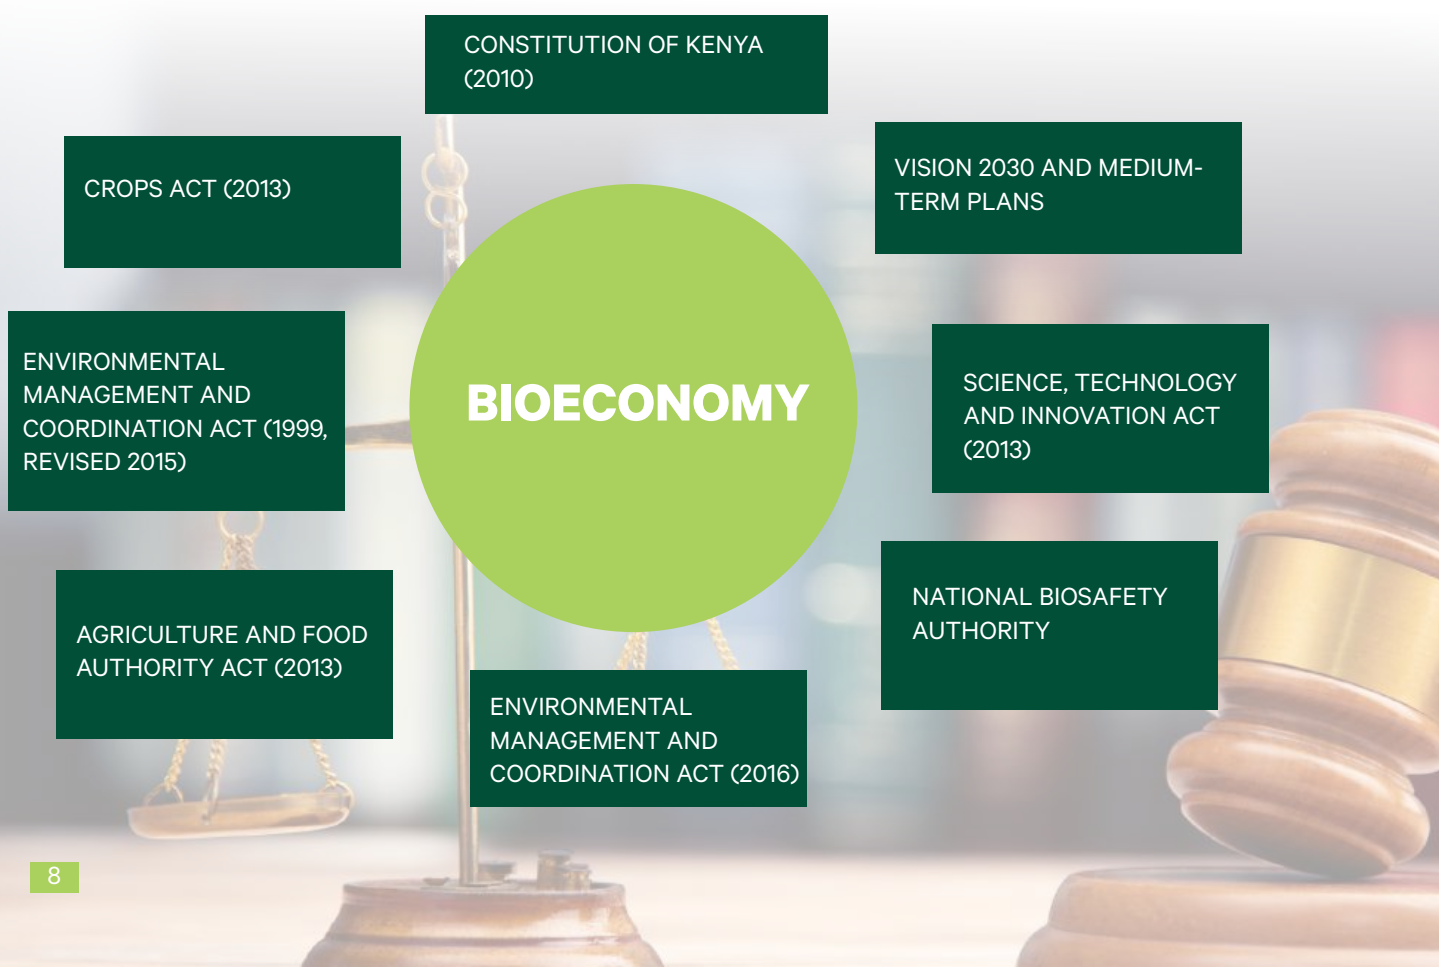 CONSTITUTION OF KENYA
(2010)
CROPS ACT (2013)
VISION 2030 AND MEDIUM-
TERM PLANS
ENVIRONMENTAL
MANAGEMENT AND
COORDINATION ACT (1999,
REVISED 2015)
BIOECONOMY
SCIENCE, TECHNOLOGY
AND INNOVATION ACT
(2013)
AGRICULTURE AND FOOD
AUTHORITY ACT (2013)
NATIONAL BIOSAFETY
AUTHORITY
ENVIRONMENTAL
MANAGEMENT AND
COORDINATION ACT (2016)
8